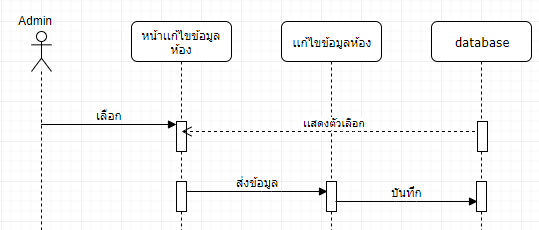 Admin
หน้าแก้ไขข้อมูล
ห้อง
แก้ไขข้อมูลห้อง
database
เลือก
แสดงตัวเลือก
ส่งข้อมูล
บันทึก